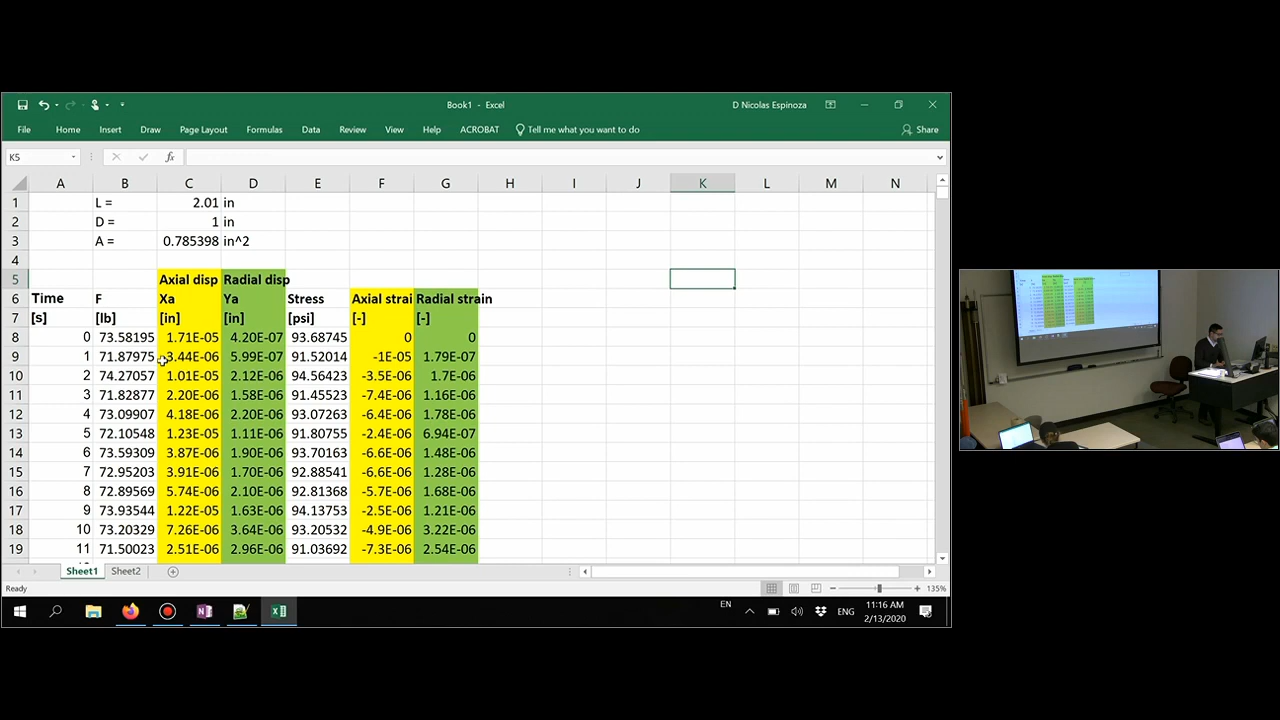 Book1 - Excel
D Nicolas Espinoza
File Home Insert Draw Page Layout Formulas Data Review View Help ACROBAT Tell me what you want to do Share
K5 fx
A B C D E F G H I J K L M N
1 L = 2.01 in
2 D = 1 in
3 A = 0.785398 in^2
4
5 Axial disp Radial disp
6 Time F Xa Ya Stress Axial strai Radial strain
7 [s] [lb] [in] [in] [psi] [-] [-]
8 0 73.58195 1.71E-05 4.20E-07 93.68745 0 0
9 1 71.87975 3.44E-06 5.99E-07 91.52014 -1E-05 1.79E-07
10 2 74.27057 1.01E-05 2.12E-06 94.56423 -3.5E-06 1.7E-06
11 3 71.82877 2.20E-06 1.58E-06 91.45523 -7.4E-06 1.16E-06
12 4 73.09907 4.18E-06 2.20E-06 93.07263 -6.4E-06 1.78E-06
13 5 72.10548 1.23E-05 1.11E-06 91.80755 -2.4E-06 6.94E-07
14 6 73.59309 3.87E-06 1.90E-06 93.70163 -6.6E-06 1.48E-06
15 7 72.95203 3.91E-06 1.70E-06 92.88541 -6.6E-06 1.28E-06
16 8 72.89569 5.74E-06 2.10E-06 92.81368 -5.7E-06 1.68E-06
17 9 73.93544 1.22E-05 1.63E-06 94.13753 -2.5E-06 1.21E-06
18 10 73.20329 7.26E-06 3.64E-06 93.20532 -4.9E-06 3.22E-06
19 11 71.50023 2.51E-06 2.96E-06 91.03692 -7.3E-06 2.54E-06
Sheet1 Sheet2
Ready 135%
EN ENG 11:16 AM
2/13/2020